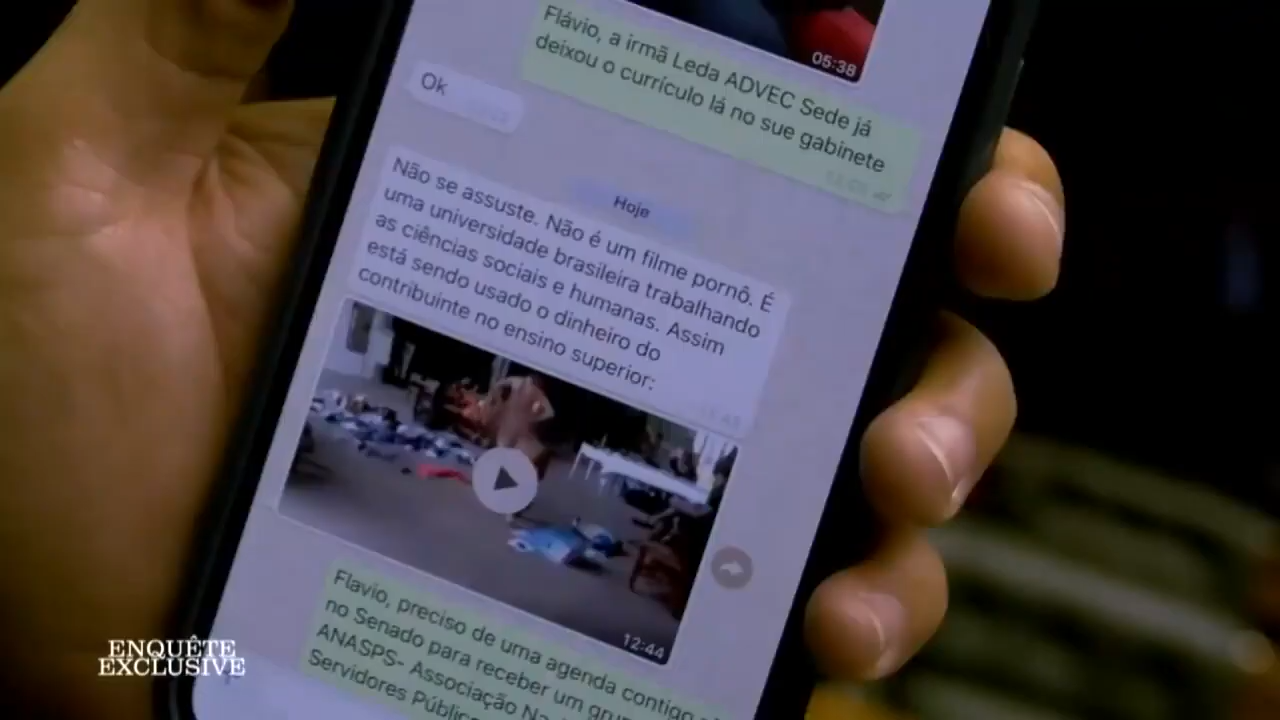 05:38
Flávio, a irmã Leda ADVEC Sede já
deixou o currículo lá no sue gabinete
Ok
Hoje
Não se assuste. Não é um filme pornô. É
uma universidade brasileira trabalhando
as ciências sociais e humanas. Assim
está sendo usado o dinheiro do
contribuinte no ensino superior:
12:44
Flavio, preciso de uma agenda contigo
no Senado para receber um
ANASPS- Associação
Servidores
ENQUÊTE
EXCLUSIVE